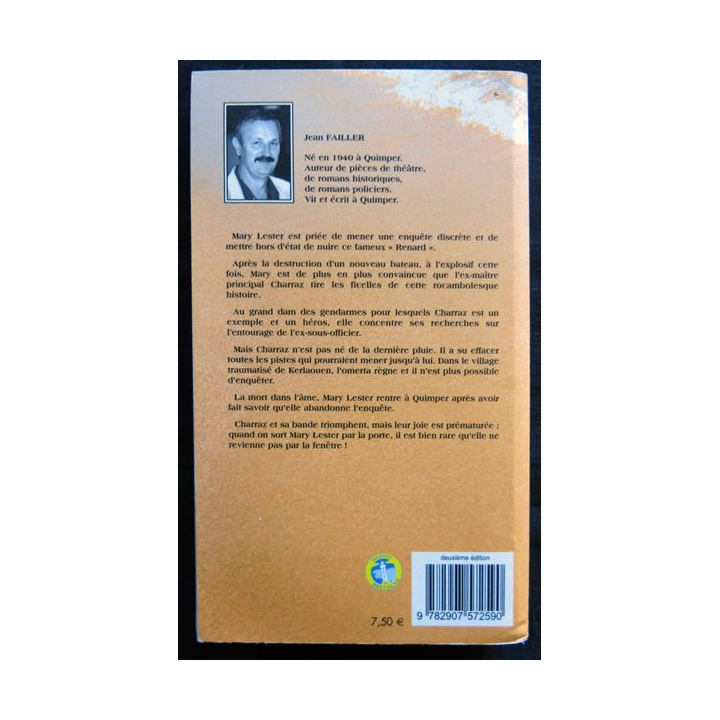 Jean FAILLER
Né en 1940 à Quimper.
Auteur de pièces de théâtre,
de romans historiques,
de romans policiers.
Vit et écrit à Quimper.
Mary Lester est priée de mener une enquête discrète et de
mettre hors d'état de nuire ce fameux « Renard ».
Après la destruction d'un nouveau bateau, à l'explosif cette
fois, Mary est de plus en plus convaincue que l'ex-maître
principal Charraz tire les ficelles de cette rocambolesque
histoire.
Au grand dam des gendarmes pour lesquels Charraz est un
exemple et un héros, elle concentre ses recherches sur
l'entourage de l'ex-sous-officier.
Mais Charraz n'est pas né de la dernière pluie. Il a su effacer
toutes les pistes qui pourraient mener jusqu'à lui. Dans le village
traumatisé de Kerlaouen, l'omerta règne et il n'est plus possible
d'enquêter.
La mort dans l'âme, Mary Lester rentre à Quimper après avoir
fait savoir qu'elle abandonne l'enquête.
Charraz et sa bande triomphent, mais leur joie est prématurée :
quand on sort Mary Lester par la porte, il est bien rare qu'elle ne
revienne pas par la fenêtre !
deuxième édition
7,50 €
9 782907 572590